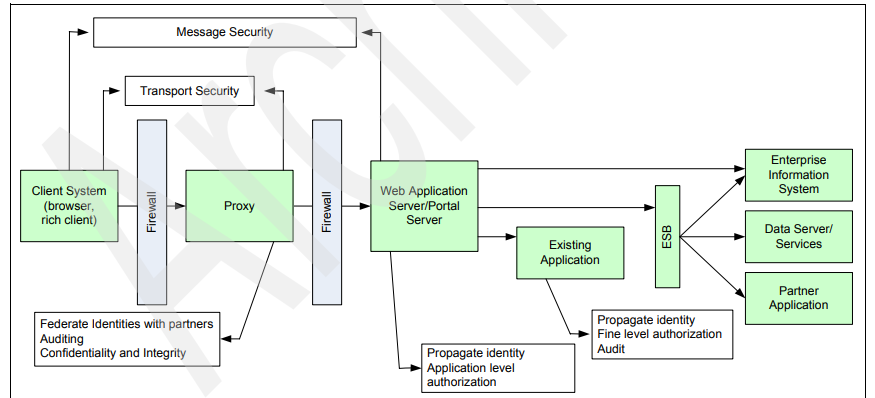 Message Security
Transport Security
Client System
(browser,
rich client)
Firewall
Proxy
Firewall
Web Application
Server/Portal
Server
Existing
Application
ESB
Enterprise
Information
System
Data Server/
Services
Partner
Application
Federate Identities with partners
Auditing
Confidentiality and Integrity
Propagate identity
Application level
authorization
Propagate identity
Fine level authorization
Audit